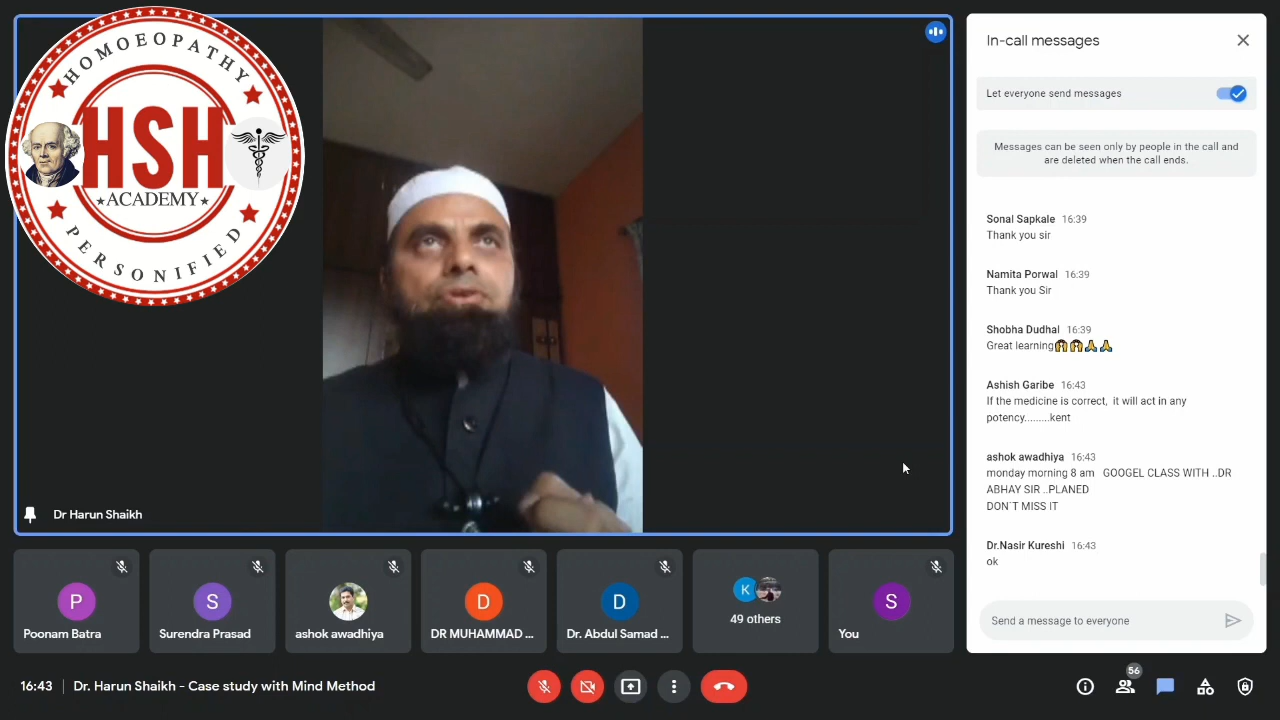 HOMOEOPATHY
HSH
ACADEMY
PERSONIFIED
Dr Harun Shaikh
Poonam Batra
Surendra Prasad
ashok awadhiya
DR MUHAMMAD ...
Dr. Abdul Samad ...
49 others
You
P
S
D
D
K
S
16:43
Dr. Harun Shaikh - Case study with Mind Method
In-call messages
Let everyone send messages
Messages can be seen only by people in the call and
are deleted when the call ends.
Sonal Sapkale 16:39
Thank you sir
Namita Porwal 16:39
Thank you Sir
Shobha Dudhal 16:39
Great learning🙌🙌🙏🙏
Ashish Garibe 16:43
If the medicine is correct, it will act in any
potency.........kent
ashok awadhiya 16:43
monday morning 8 am GOOGEL CLASS WITH ..DR
ABHAY SIR ..PLANED
DON`T MISS IT
Dr.Nasir Kureshi 16:43
ok
Send a message to everyone
56